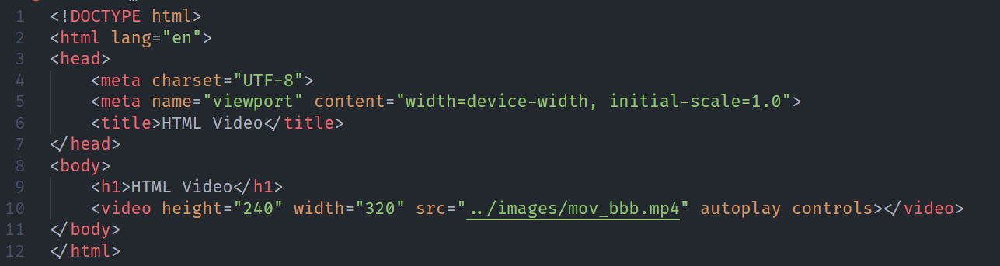 1 <!DOCTYPE html>
2 <html lang="en">
3 <head>
4     <meta charset="UTF-8">
5     <meta name="viewport" content="width=device-width, initial-scale=1.0">
6     <title>HTML Video</title>
7 </head>
8 <body>
9     <h1>HTML Video</h1>
10     <video height="240" width="320" src="../images/mov_bbb.mp4" autoplay controls></video>
11 </body>
12 </html>